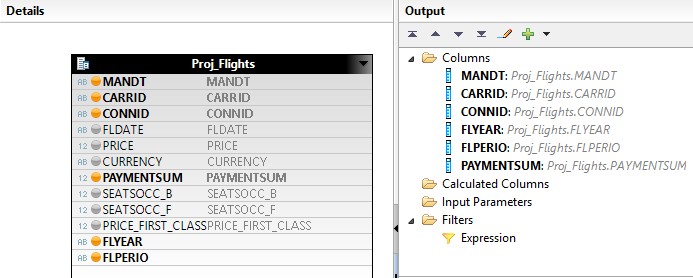 Details
Proj_Flights
AB MANDT MANDT
AB CARRID CARRID
AB CONNID CONNID
AB FLDATE FLDATE
12 PRICE PRICE
AB CURRENCY CURRENCY
12 PAYMENTSUM PAYMENTSUM
12 SEATSOCC_B SEATSOCC_B
12 SEATSOCC_F SEATSOCC_F
12 PRICE_FIRST_CLASS PRICE_FIRST_CLASS
AB FLYEAR
AB FLPERIO
Output
Columns
MANDT: Proj_Flights.MANDT
CARRID: Proj_Flights.CARRID
CONNID: Proj_Flights.CONNID
FLYEAR: Proj_Flights.FLYEAR
FLPERIO: Proj_Flights.FLPERIO
PAYMENTSUM: Proj_Flights.PAYMENTSUM
Calculated Columns
Input Parameters
Filters
Expression